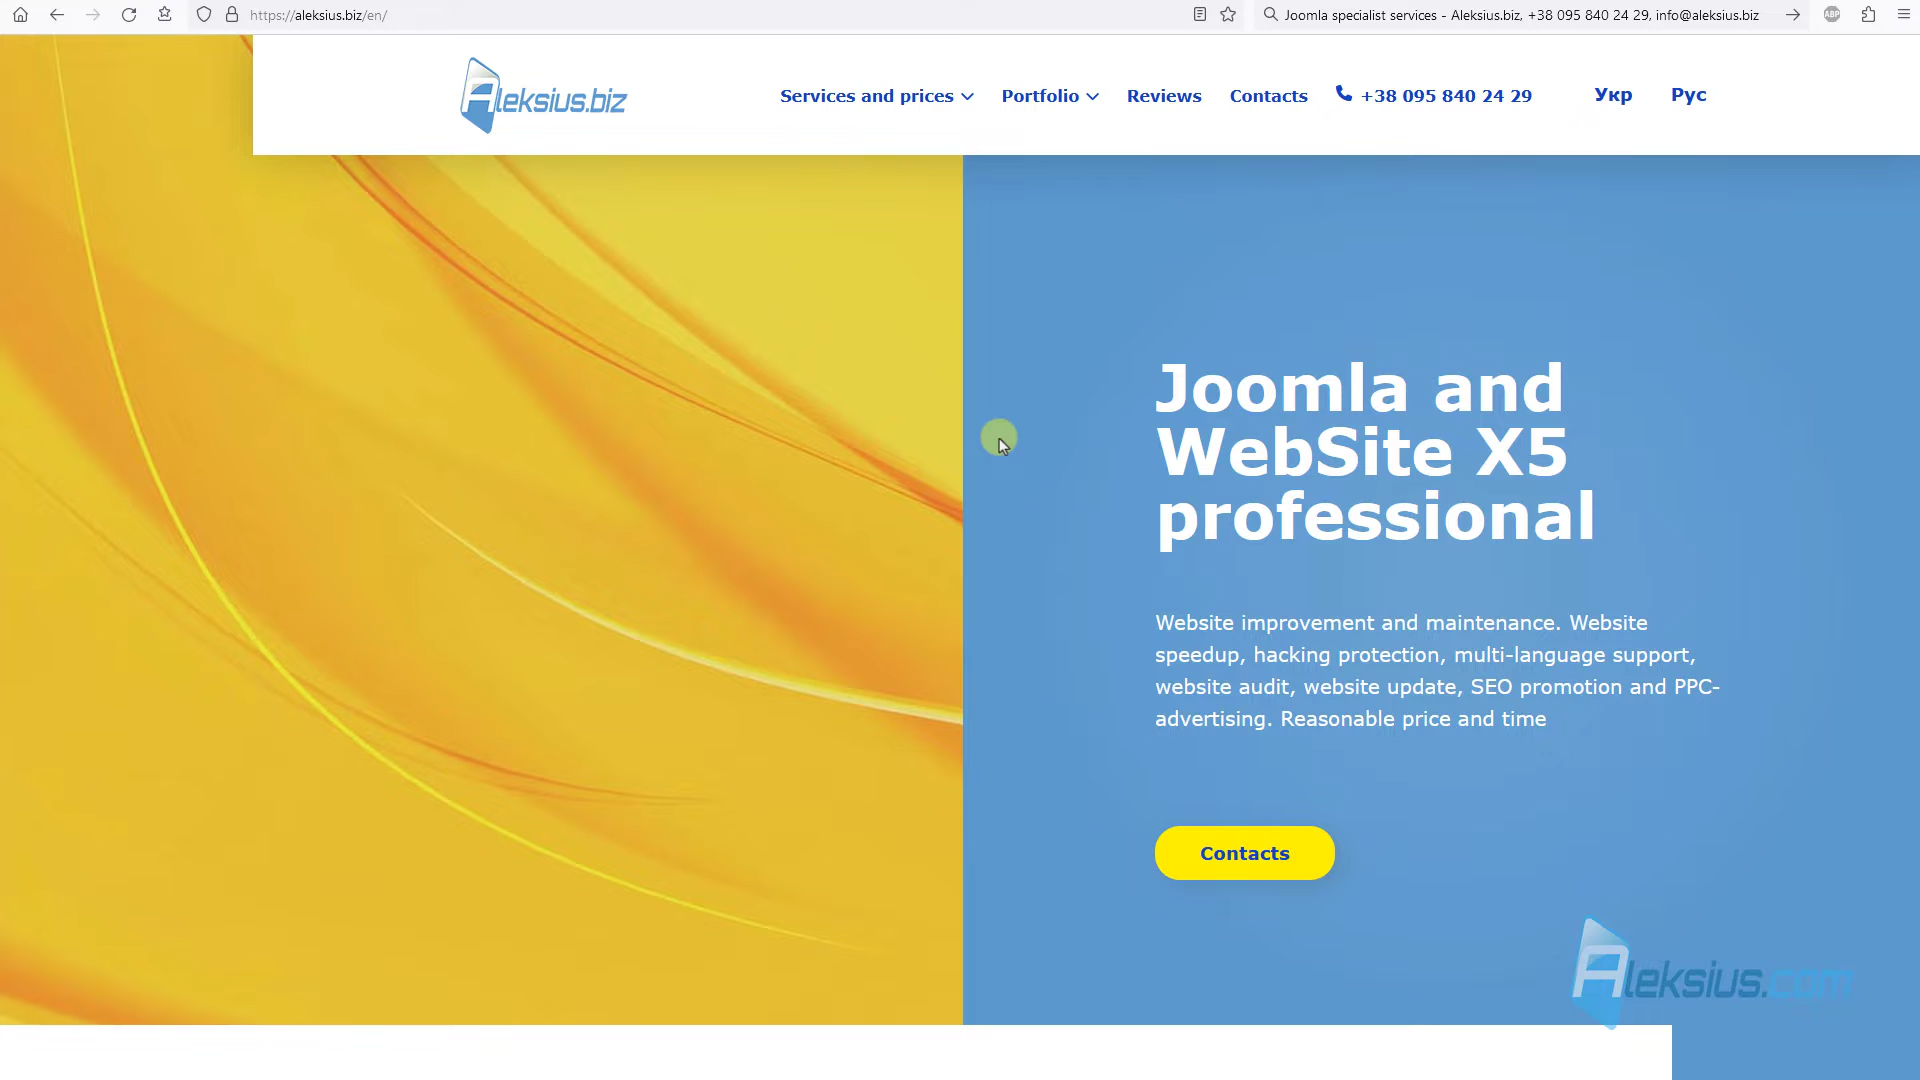 https://aleksius.biz/en/
Joomla specialist services - Aleksius.biz, +38 095 840 24 29, info@aleksius.biz
ABP
Aleksius.biz
Services and prices
Portfolio
Reviews
Contacts
+38 095 840 24 29
Укр
Рус
Joomla and
WebSite X5
professional
Website improvement and maintenance. Website
speedup, hacking protection, multi-language support,
website audit, website update, SEO promotion and PPC-
advertising. Reasonable price and time
Contacts
Aleksius.com